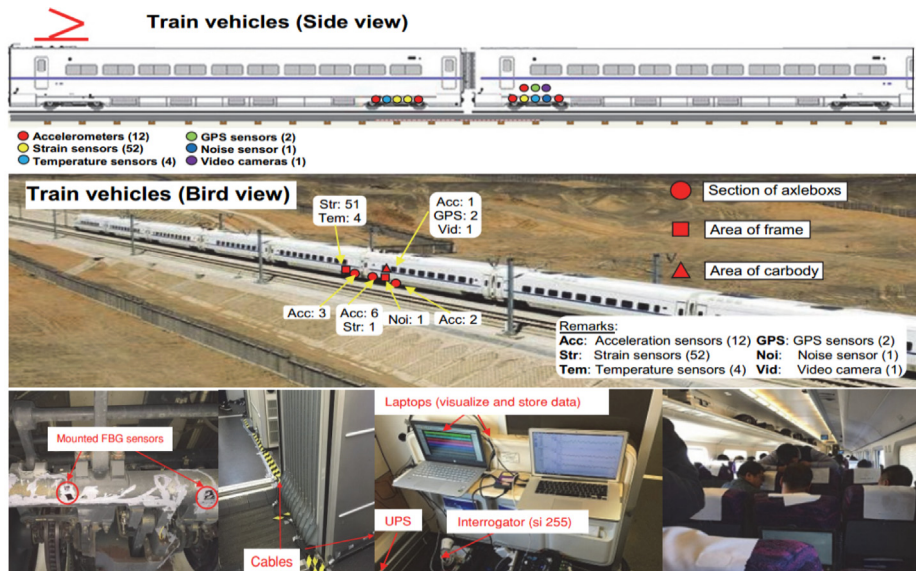 Train vehicles (Side view)
Accelerometers (12)
GPS sensors (2)
Strain sensors (52)
Noise sensor (1)
Temperature sensors (4)
Video cameras (1)
Train vehicles (Bird view)
Str: 51
Tem: 4
Acc: 1
GPS: 2
Vid: 1
Section of axleboxs
Area of frame
Area of carbody
Acc: 3
Acc: 6
Str: 1
Noi: 1
Acc: 2
Remarks:
Acc: Acceleration sensors (12) GPS: GPS sensors (2)
Str: Strain sensors (52) Noi: Noise sensor (1)
Tem: Temperature sensors (4) Vid: Video camera (1)
Mounted FBG sensors
Laptops (visualize and store data)
UPS
Interrogator (si 255)
Cables